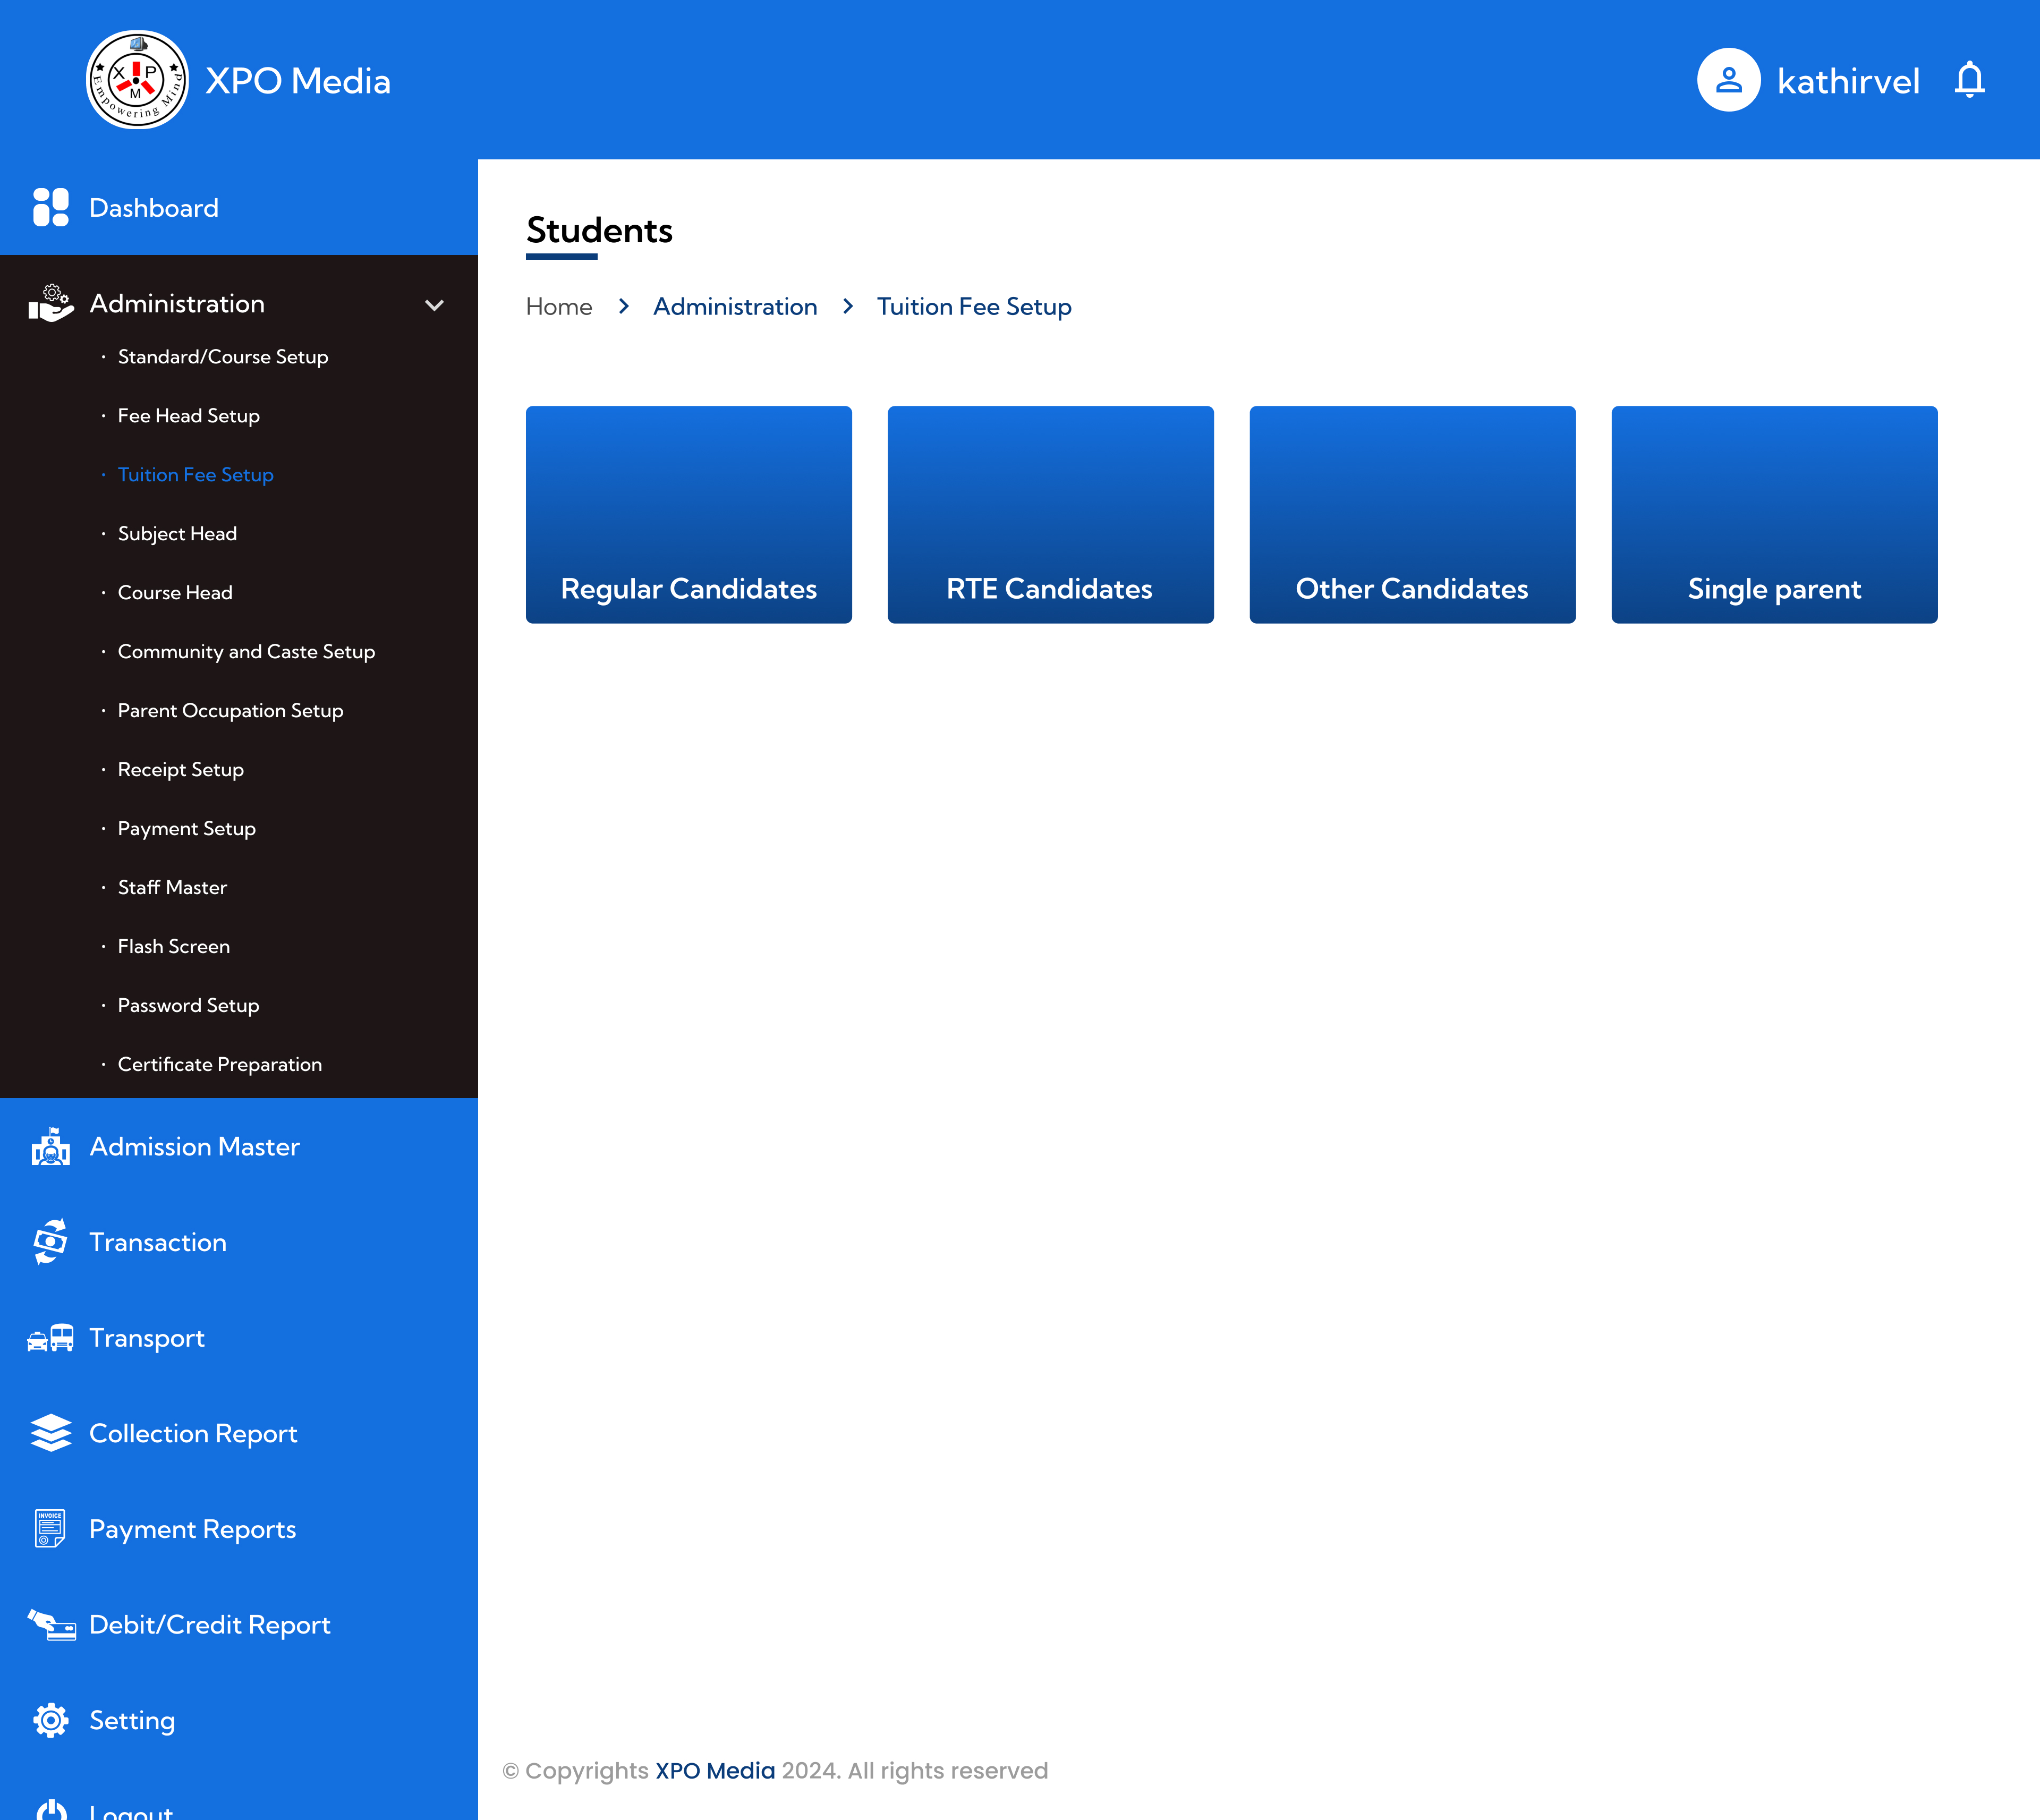 X P M
Empowering Mind
XPO Media
kathirvel
Dashboard
Administration
· Standard/Course Setup
· Fee Head Setup
· Tuition Fee Setup
· Subject Head
· Course Head
· Community and Caste Setup
· Parent Occupation Setup
· Receipt Setup
· Payment Setup
· Staff Master
· Flash Screen
· Password Setup
· Certificate Preparation
Admission Master
Transaction
Transport
Collection Report
INVOICE
Payment Reports
Debit/Credit Report
Setting
Logout
Students
Home > Administration > Tuition Fee Setup
Regular Candidates
RTE Candidates
Other Candidates
Single parent
© Copyrights XPO Media 2024. All rights reserved